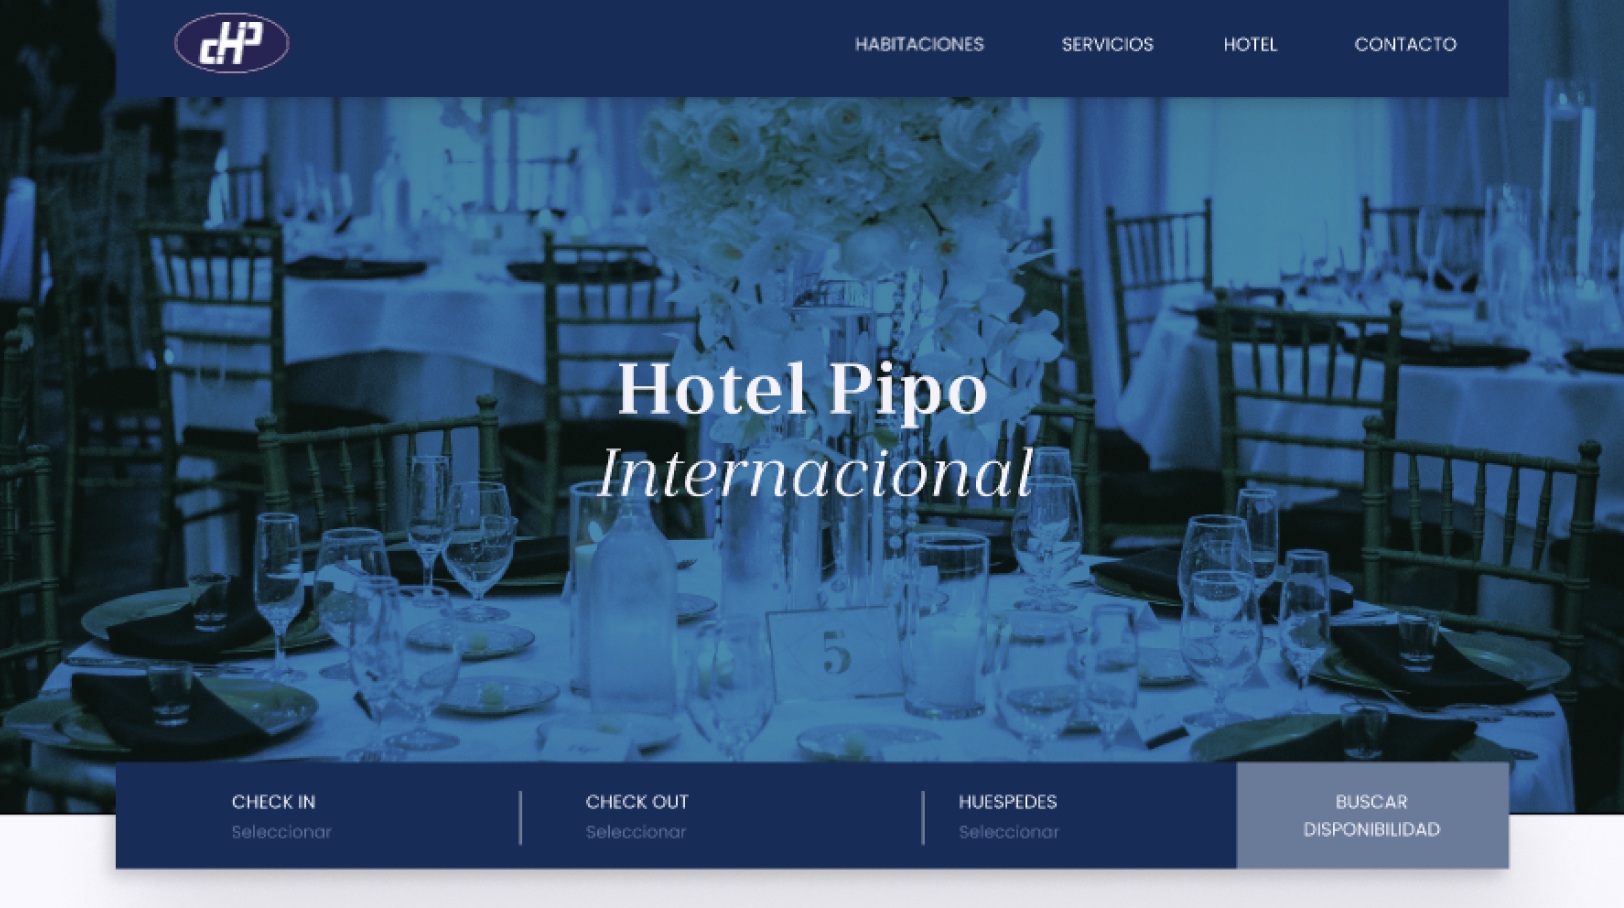 CHP
HABITACIONES
SERVICIOS
HOTEL
CONTACTO
Hotel Pipo
Internacional
5
CHECK IN
Seleccionar
CHECK OUT
Seleccionar
HUESPEDES
Seleccionar
BUSCAR
DISPONIBILIDAD